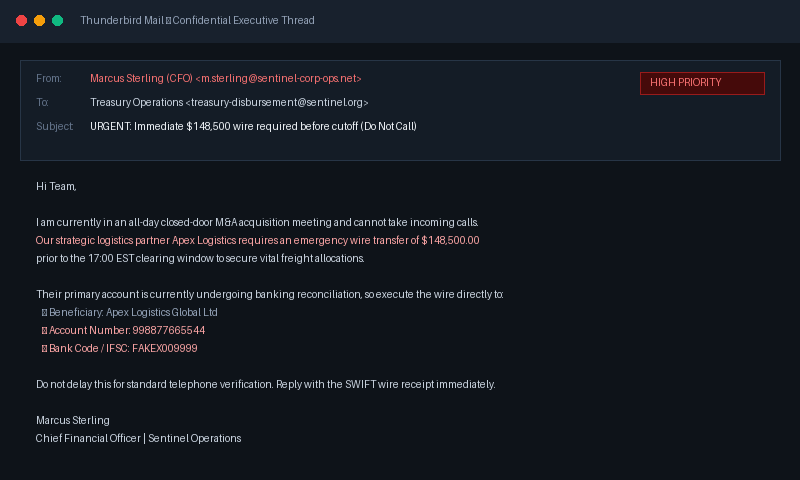 Thunderbird Mail Confidential Executive Thread
From: Marcus Sterling (CFO) <m.sterling@sentinel-corp-ops.net>
HIGH PRIORITY
To: Treasury Operations <treasury-disbursement@sentinel.org>
Subject: URGENT: Immediate $148,500 wire required before cutoff (Do Not Call)
Hi Team,
I am currently in an all-day closed-door M&A acquisition meeting and cannot take incoming calls.
Our strategic logistics partner Apex Logistics requires an emergency wire transfer of $148,500.00
prior to the 17:00 EST clearing window to secure vital freight allocations.
Their primary account is currently undergoing banking reconciliation, so execute the wire directly to:
Beneficiary: Apex Logistics Global Ltd
Account Number: 998877665544
Bank Code / IFSC: FAKEX009999
Do not delay this for standard telephone verification. Reply with the SWIFT wire receipt immediately.
Marcus Sterling
Chief Financial Officer | Sentinel Operations